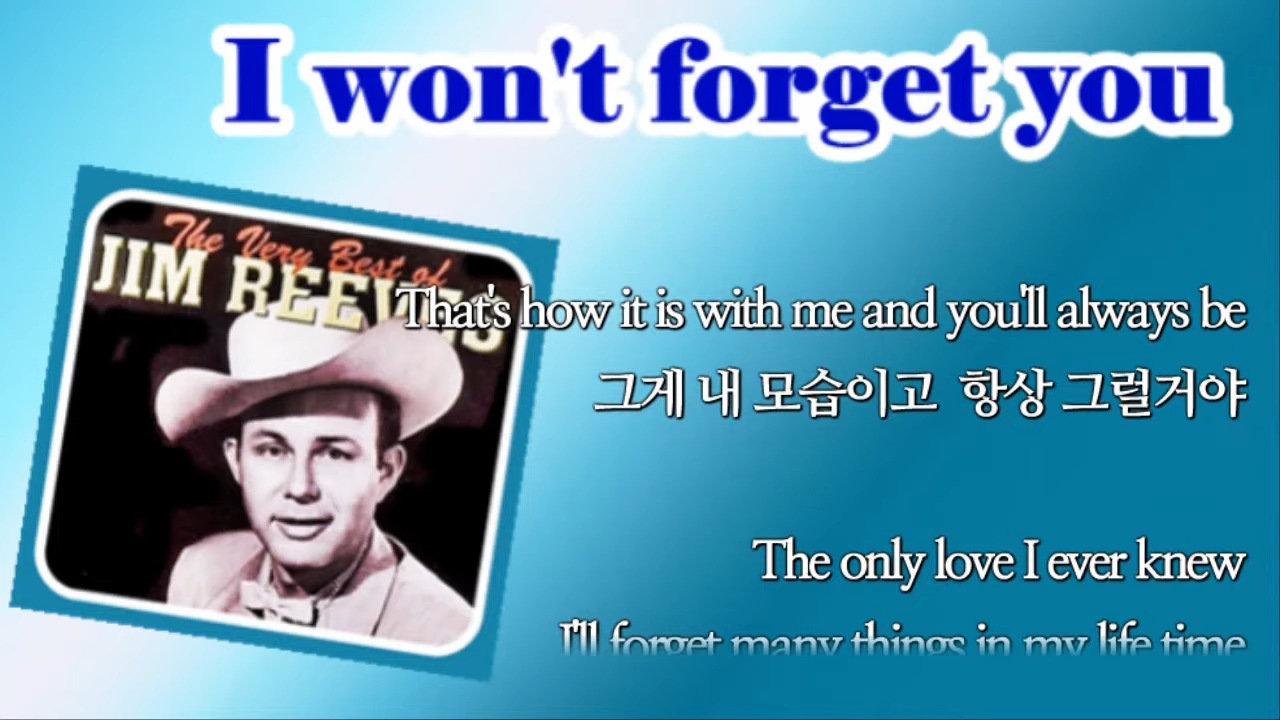 I won't forget you
The Very Best of
JIM REEVES
That's how it is with me and you'll always be
그게 내 모습이고 항상 그럴거야
The only love I ever knew
I'll forget many things in my life time